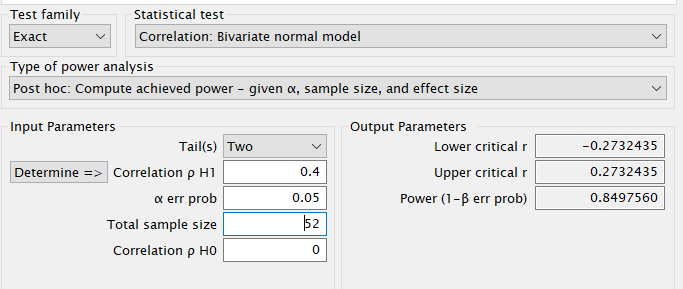 Test family Statistical test
Exact Correlation: Bivariate normal model
Type of power analysis
Post hoc: Compute achieved power – given α, sample size, and effect size
Input Parameters Output Parameters
Tail(s) Two Lower critical r -0.2732435
Determine => Correlation ρ H1 0.4 Upper critical r 0.2732435
α err prob 0.05 Power (1-β err prob) 0.8497560
Total sample size 52
Correlation ρ H0 0